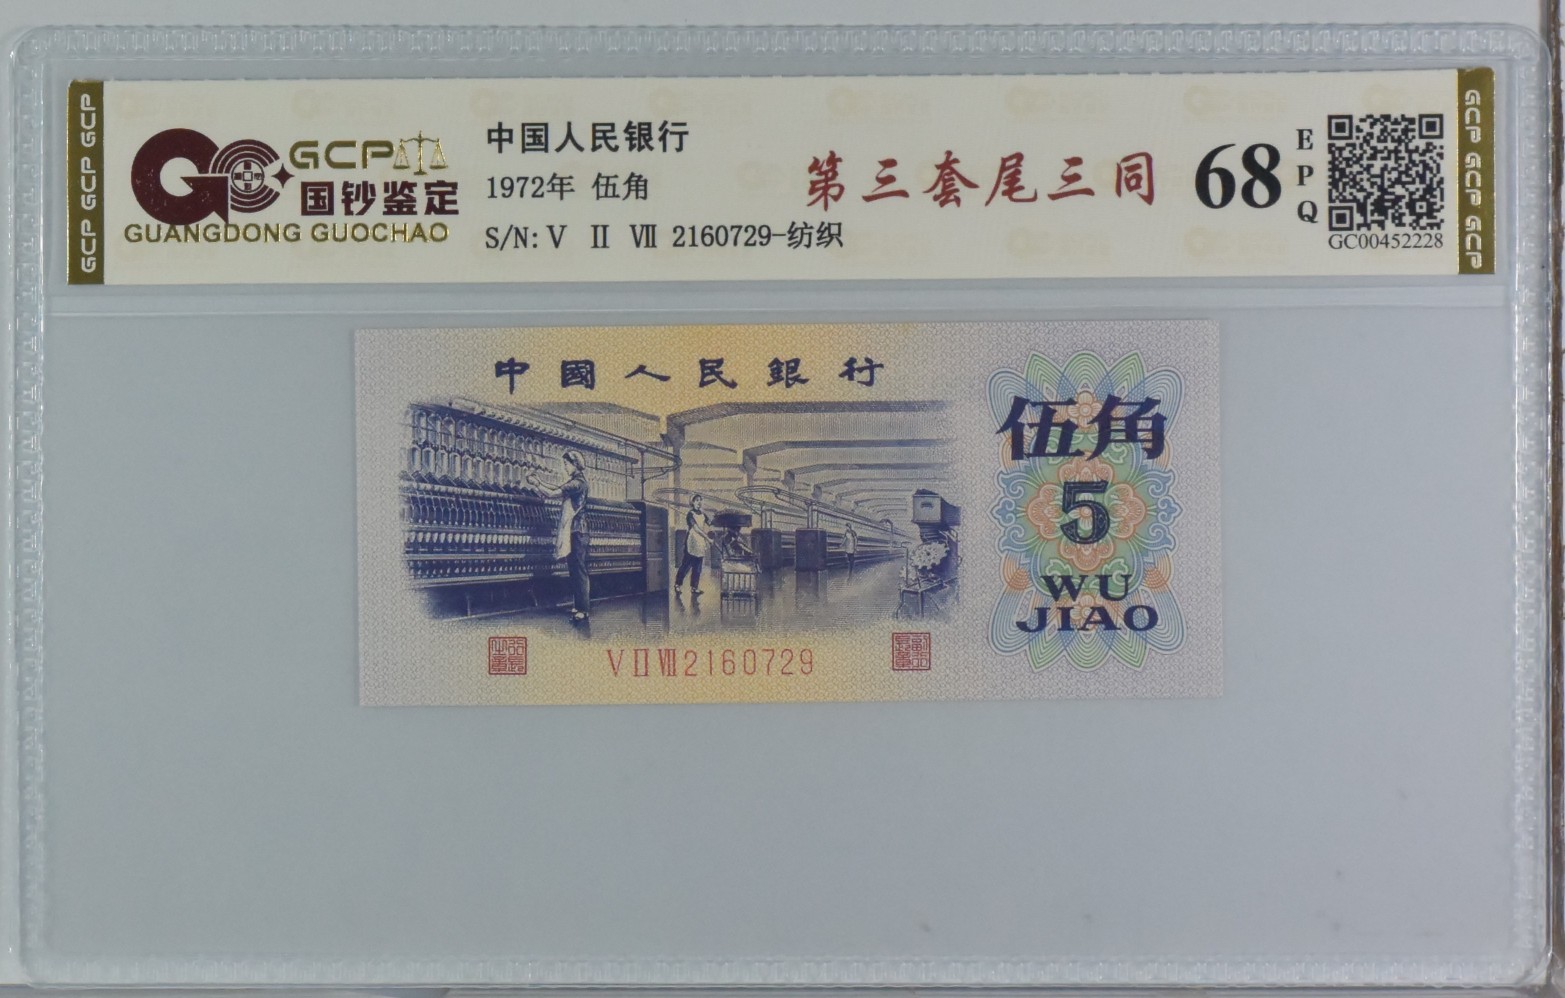 GCP GCP GCP
GCP
国钞鉴定
GUANGDONG GUOCHAO
中国人民银行
1972年 伍角
S/N: V Ⅱ Ⅶ 2160729-纺织
第三套尾三同
68
EPQ
GC00452228
GCP GCP GCP
中國人民銀行
伍角
5
WU
JIAO
V Ⅱ Ⅶ 2160729